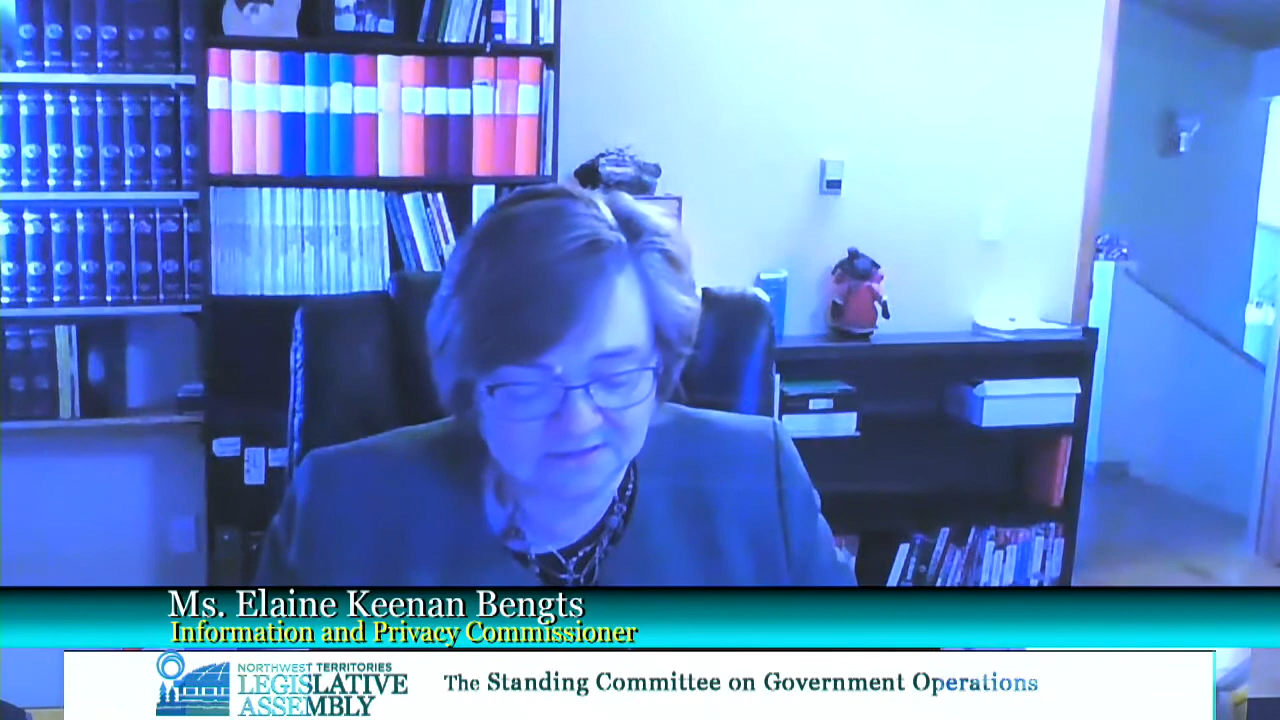 Ms. Elaine Keenan Bengts
Information and Privacy Commissioner
NORTHWEST TERRITORIES
LEGISLATIVE
ASSEMBLY
The Standing Committee on Government Operations